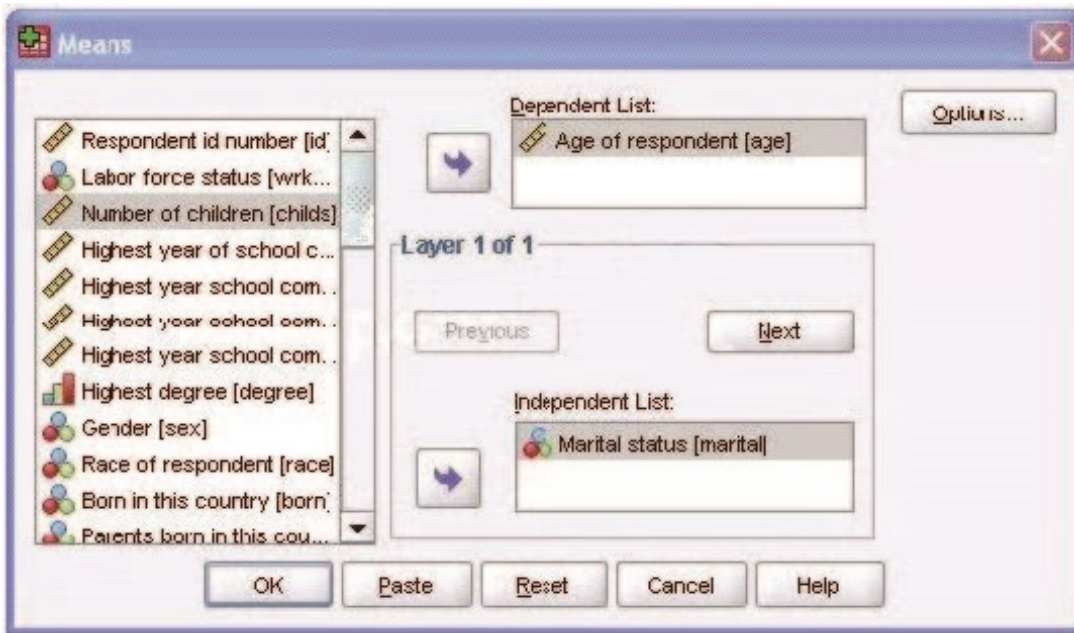 Means
Respondent id number [id]
Labor force status [wrk...
Number of children [childs]
Highest year of school c...
Highest year school com...
Highest year school com...
Highest year school com...
Highest degree [degree]
Gender [sex]
Race of respondent [race]
Born in this country [born]
Parents born in this cou...
Dependent List:
Age of respondent [age]
Options...
Layer 1 of 1
Previous
Next
Independent List:
Marital status [marital]
OK
Paste
Reset
Cancel
Help